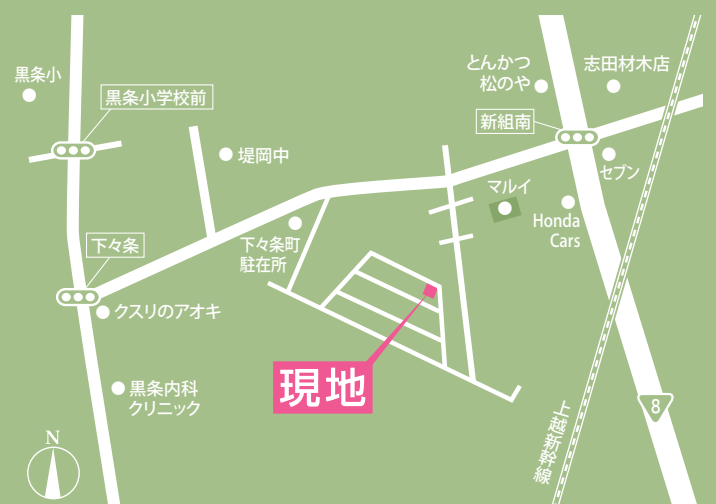 黒条小
黒条小学校前
堤岡中
とんかつ
松のや
志田材木店
新組南
セブン
マルイ
Honda
Cars
下々条
下々条町
駐在所
クスリのアオキ
現地
黒条内科
クリニック
8
上越新幹線
N